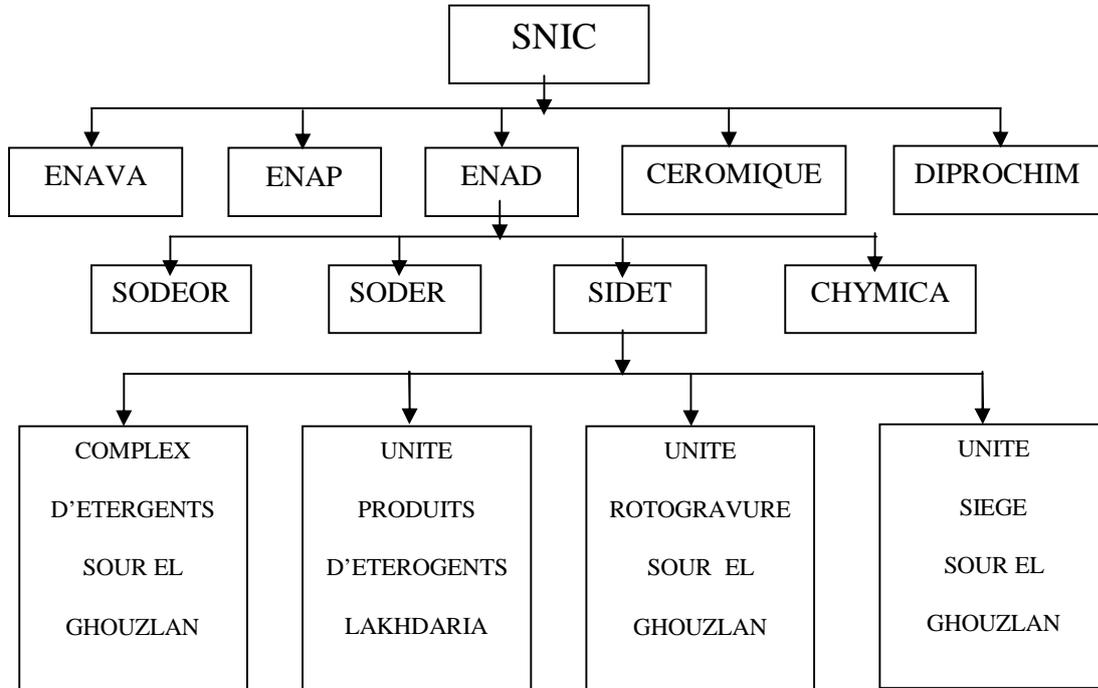 SNIC
ENAVA
ENAP
ENAD
CEROMIQUE
DIPROCHIM
SODEOR
SODER
SIDET
CHYMICA
COMPLEX
D’ETERGENTS
SOUR EL
GHOUZLAN
UNITE
PRODUITS
D’ETEROGENTS
LAKHDARIA
UNITE
ROTOGRAVURE
SOUR EL
GHOUZLAN
UNITE
SIEGE
SOUR EL
GHOUZLAN